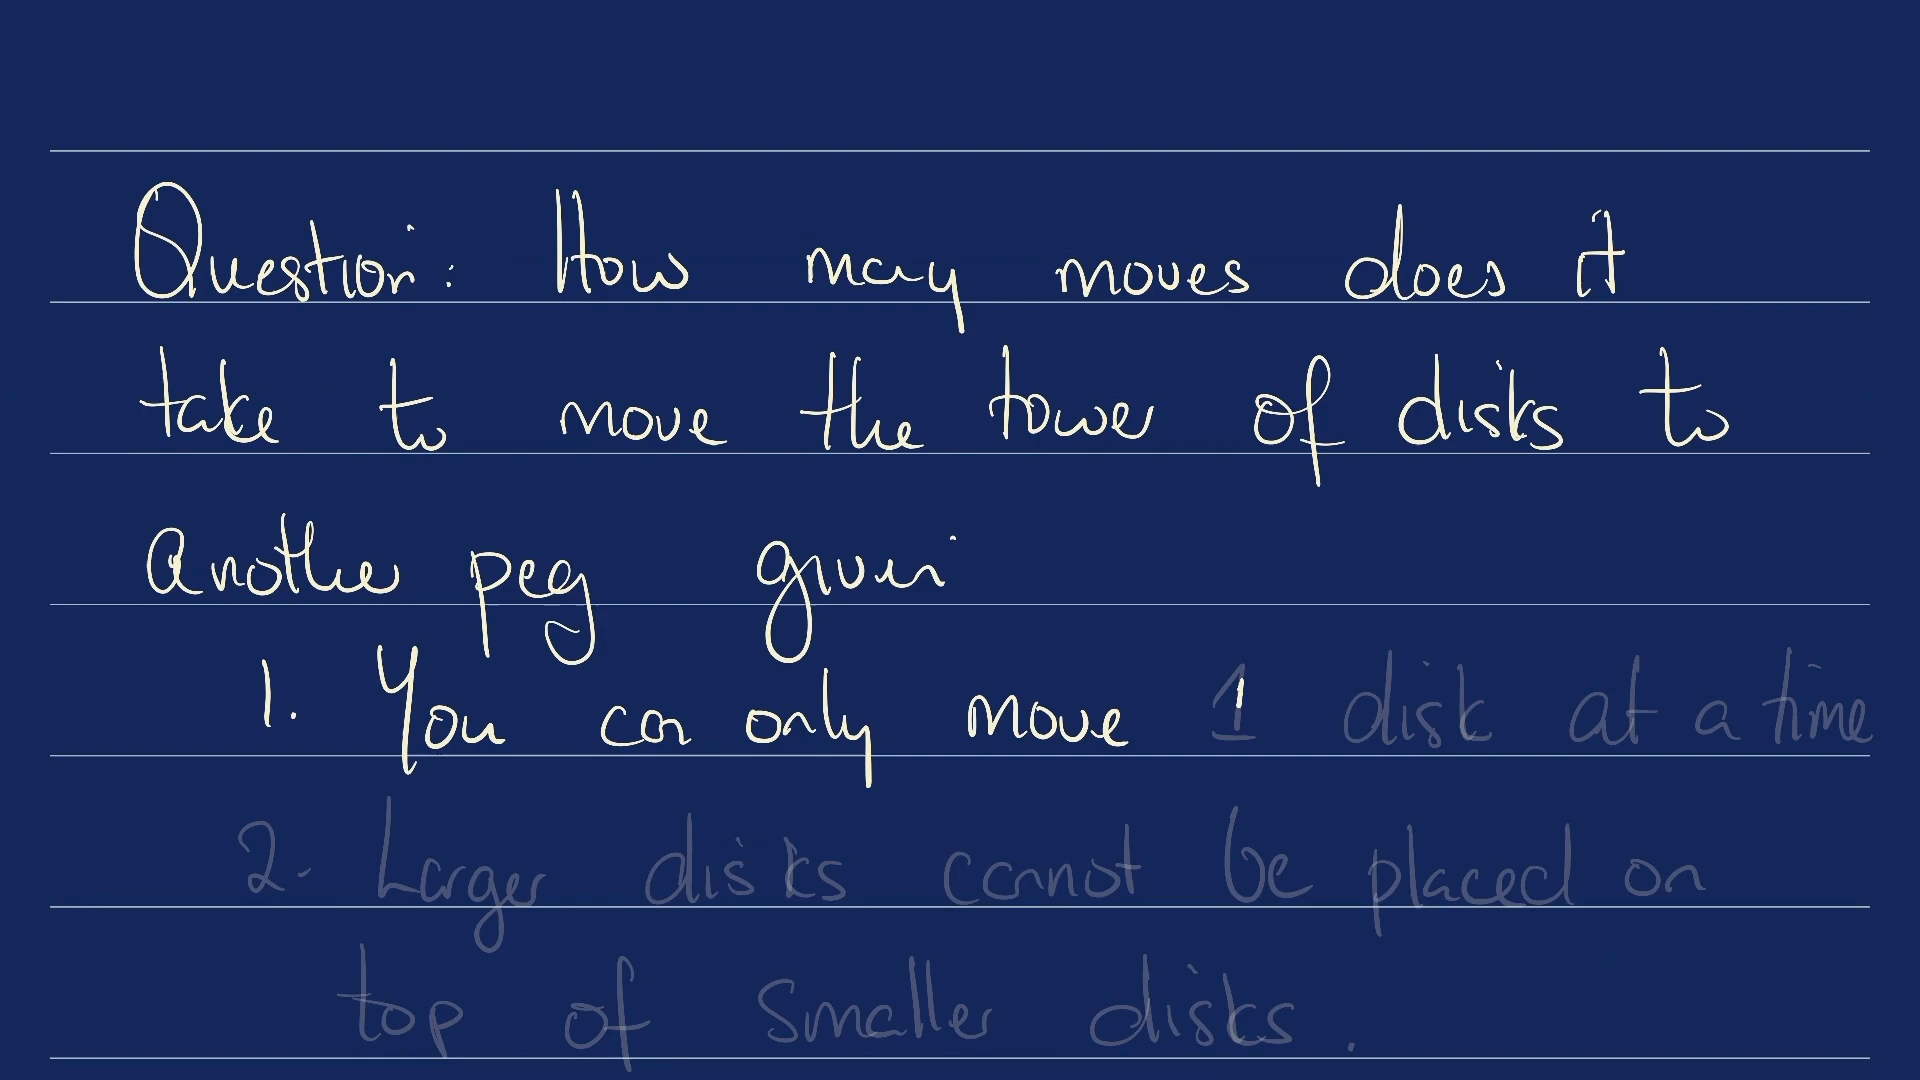 Question: How may moves does it
take to move the tower of disks to
another peg given
1. You can only move 1 disk at a time
2. Larger disks cannot be placed on
top of smaller disks.